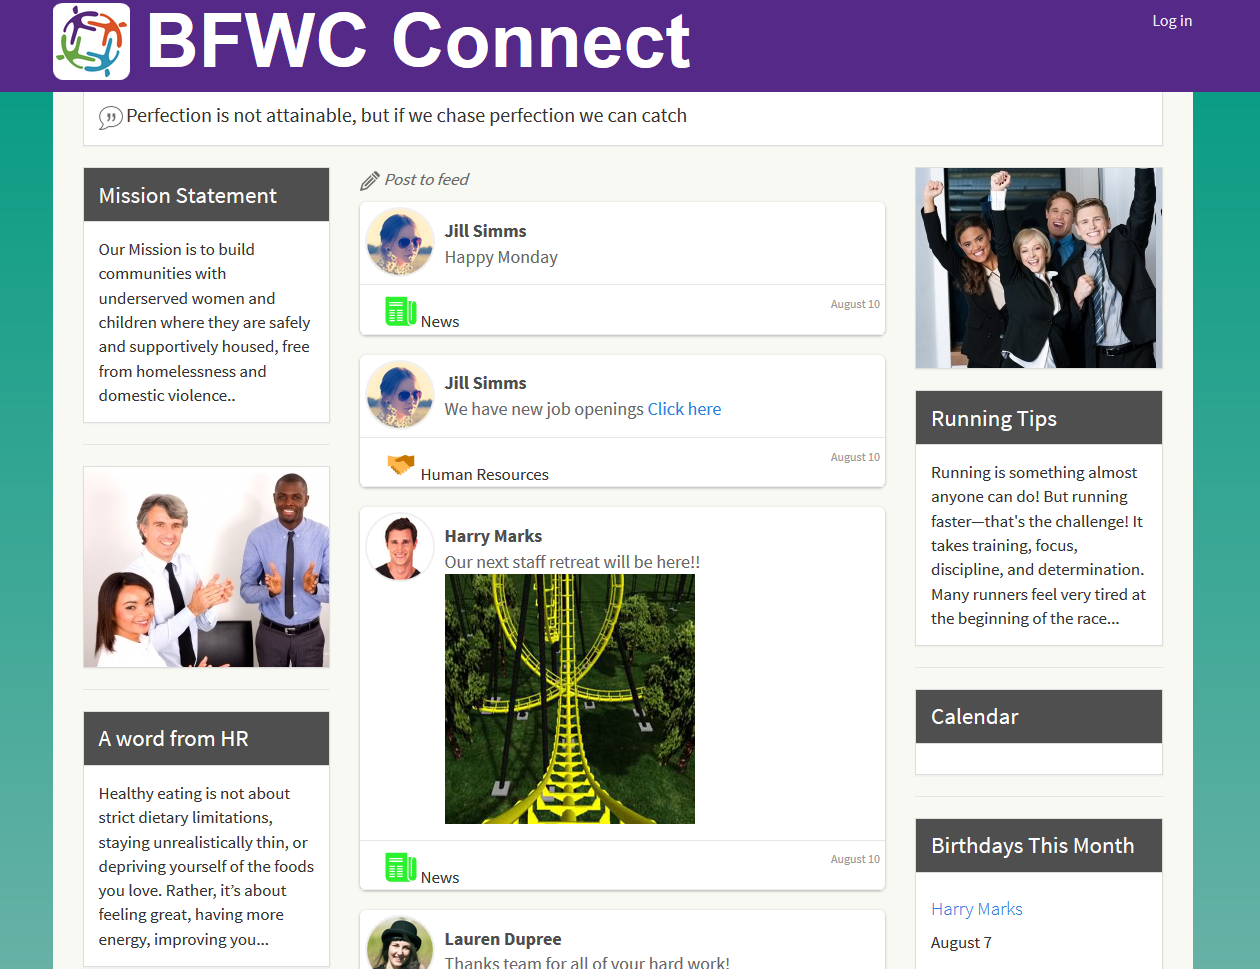 BFWC Connect
Log in
Perfection is not attainable, but if we chase perfection we can catch
Mission Statement
Our Mission is to build
communities with
underserved women and
children where they are safely
and supportively housed, free
from homelessness and
domestic violence..
A word from HR
Healthy eating is not about
strict dietary limitations,
staying unrealistically thin, or
depriving yourself of the foods
you love. Rather, it’s about
feeling great, having more
energy, improving you...
Post to feed
Jill Simms
Happy Monday
News
August 10
Jill Simms
We have new job openings Click here
Human Resources
August 10
Harry Marks
Our next staff retreat will be here!!
News
August 10
Lauren Dupree
Thanks team for all of your hard work!
Running Tips
Running is something almost
anyone can do! But running
faster—that's the challenge! It
takes training, focus,
discipline, and determination.
Many runners feel very tired at
the beginning of the race...
Calendar
Birthdays This Month
Harry Marks
August 7